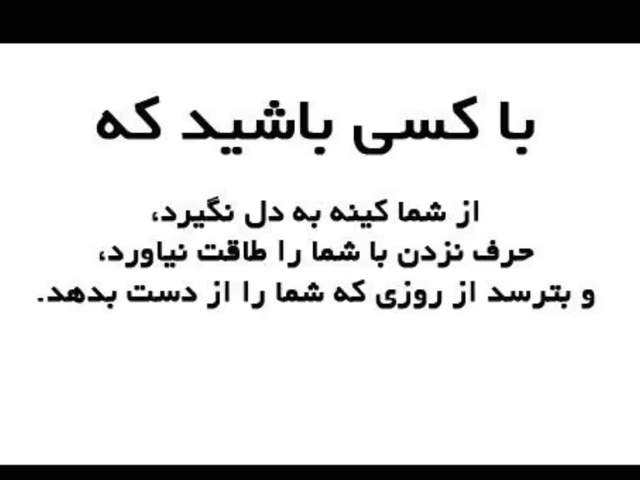 با کسی باشید که
از شما کینه به دل نگیرد،
حرف نزدن با شما را طاقت نیاورد،
و بترسد از روزی که شما را از دست بدهد.